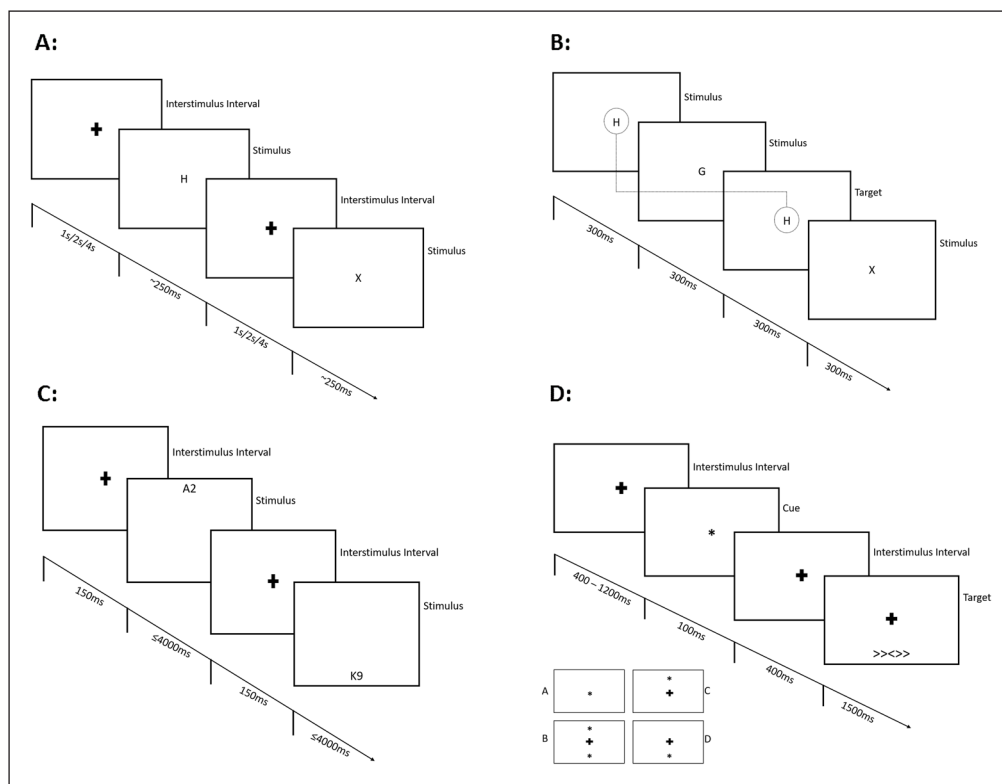 A:
Interstimulus Interval
H
Stimulus
Interstimulus Interval
X
Stimulus
1s/2s/4s
~250ms
1s/2s/4s
~250ms
B:
H
Stimulus
G
Stimulus
H
Target
X
Stimulus
300ms
300ms
300ms
300ms
C:
Interstimulus Interval
A2
Stimulus
Interstimulus Interval
K9
Stimulus
150ms
≤4000ms
150ms
≤4000ms
D:
Interstimulus Interval
*
Cue
Interstimulus Interval
>><>>
Target
400 – 1200ms
100ms
400ms
1500ms
A
*
*
C
B
*
*
D
*